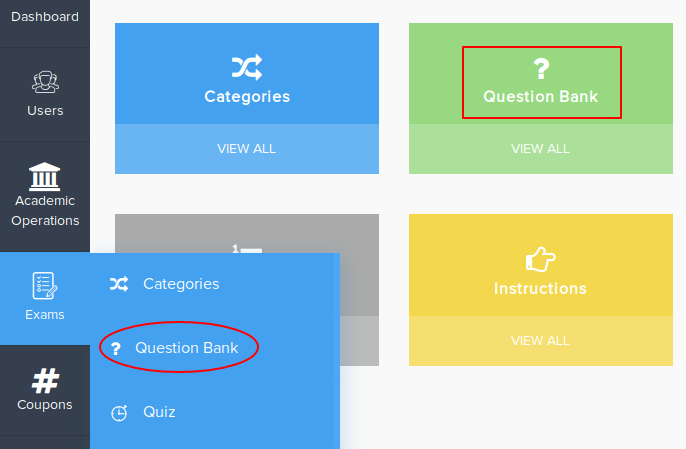 Dashboard
Users
Academic
Operations
Exams
Coupons
Categories
VIEW ALL
Question Bank
VIEW ALL
Instructions
VIEW ALL
Categories
? Question Bank
Quiz